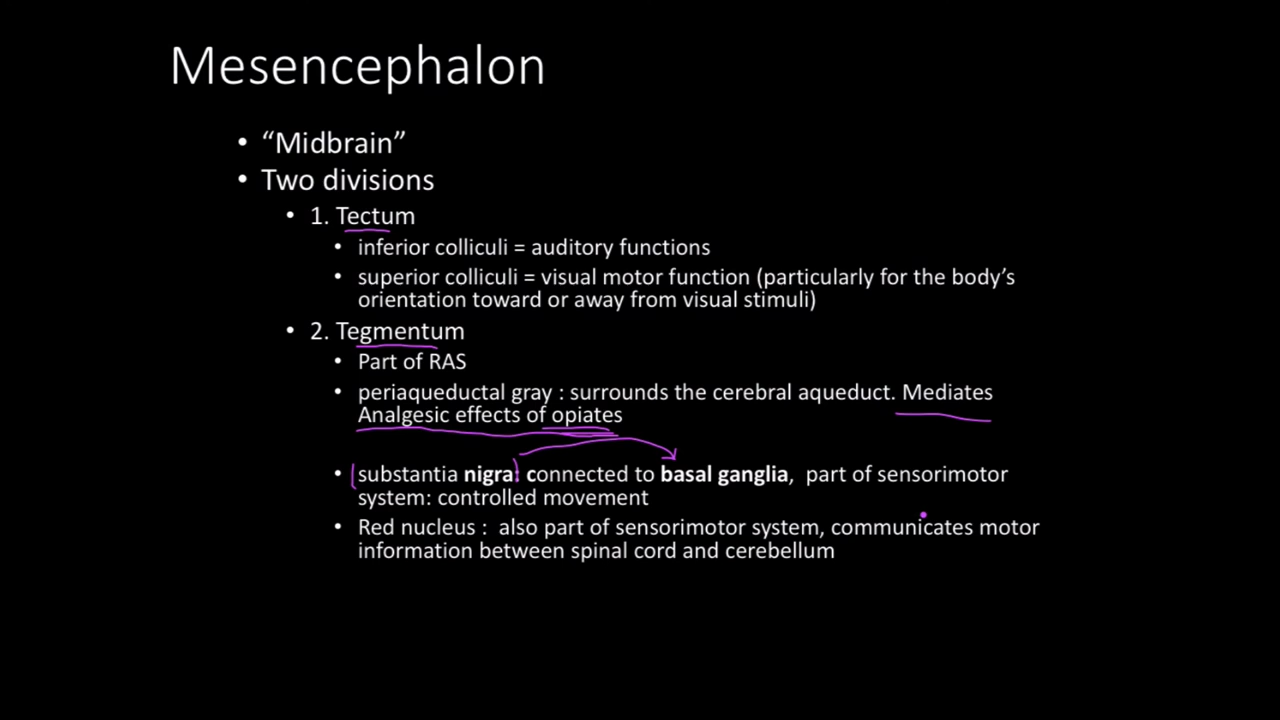 Mesencephalon
• “Midbrain”
• Two divisions
• 1. Tectum
• inferior colliculi = auditory functions
• superior colliculi = visual motor function (particularly for the body’s
orientation toward or away from visual stimuli)
• 2. Tegmentum
• Part of RAS
• periaqueductal gray : surrounds the cerebral aqueduct. Mediates
Analgesic effects of opiates
• substantia nigra: connected to basal ganglia, part of sensorimotor
system: controlled movement
• Red nucleus : also part of sensorimotor system, communicates motor
information between spinal cord and cerebellum